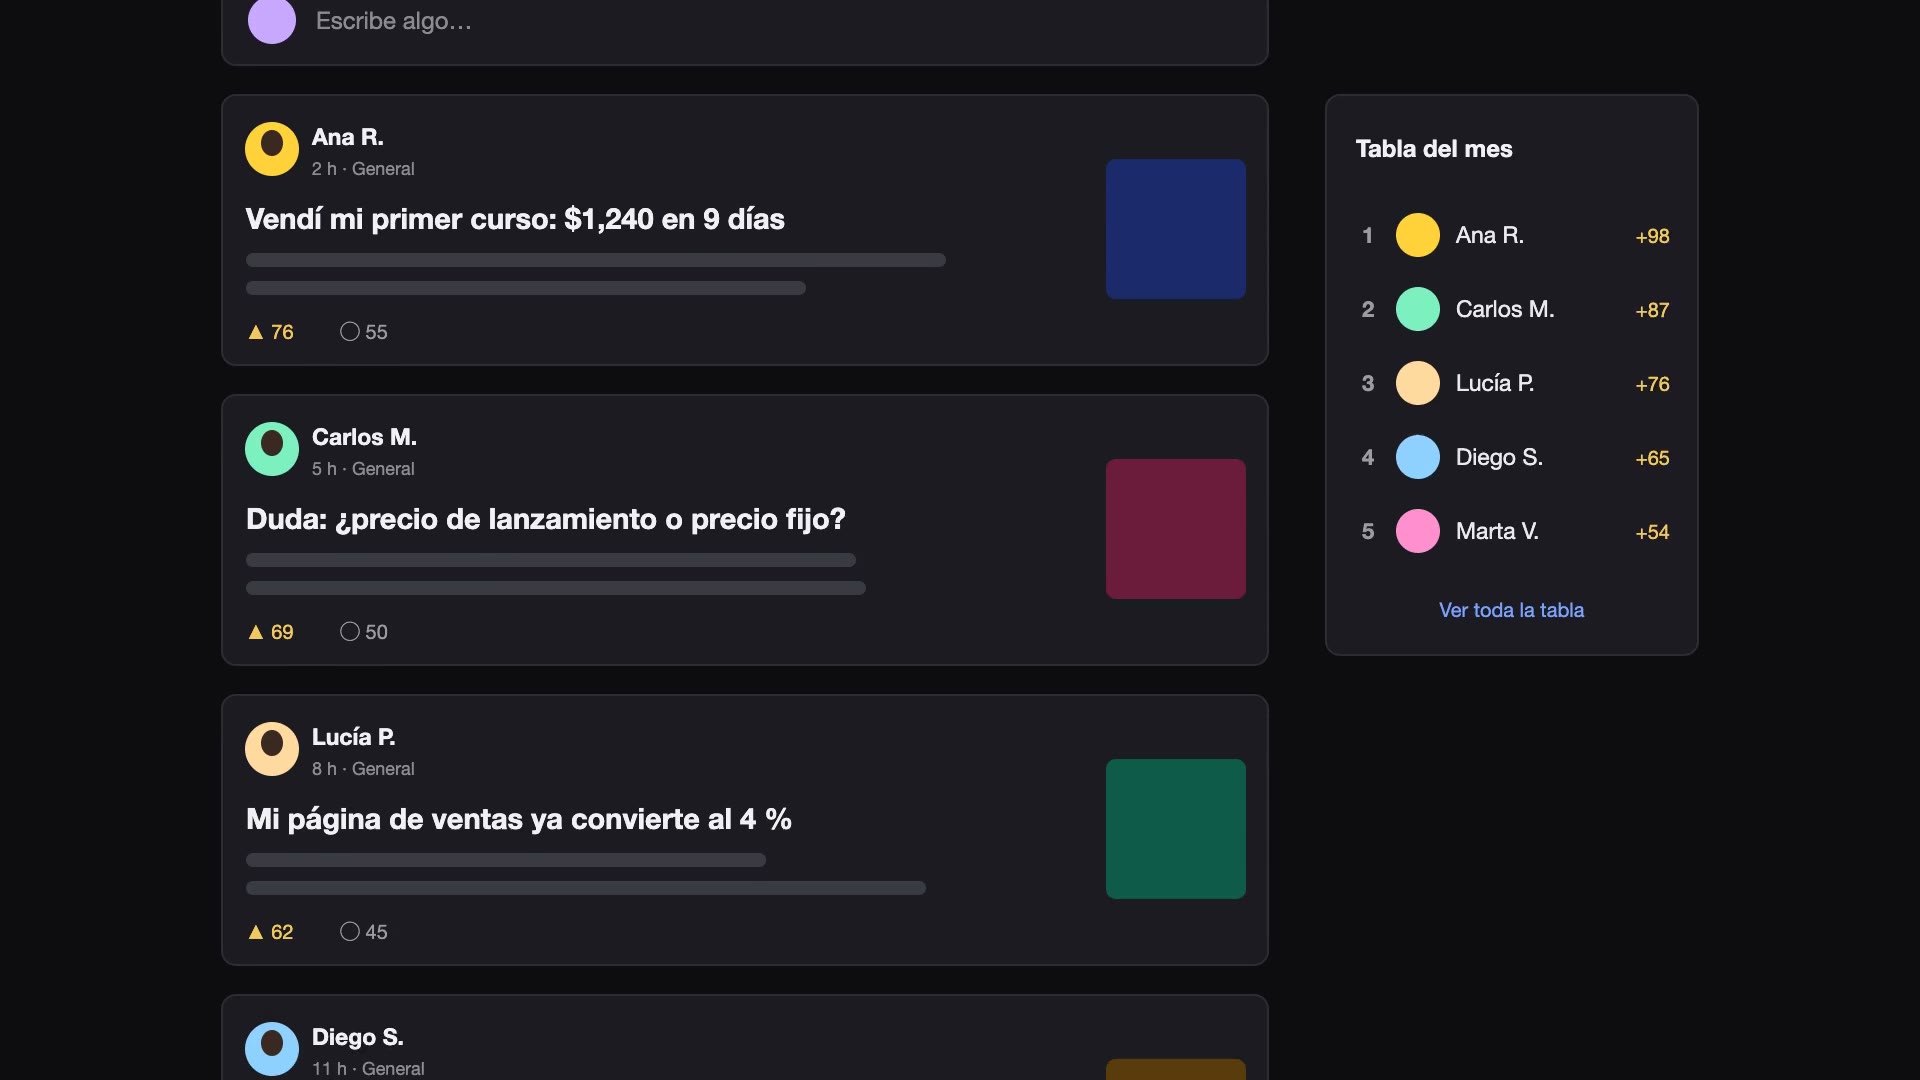 Escribe algo…
Ana R.
2 h · General
Vendí mi primer curso: $1,240 en 9 días
▲ 76 ◯ 55
Carlos M.
5 h · General
Duda: ¿precio de lanzamiento o precio fijo?
▲ 69 ◯ 50
Lucía P.
8 h · General
Mi página de ventas ya convierte al 4 %
▲ 62 ◯ 45
Diego S.
11 h · General
Tabla del mes
1 Ana R. +98
2 Carlos M. +87
3 Lucía P. +76
4 Diego S. +65
5 Marta V. +54
Ver toda la tabla